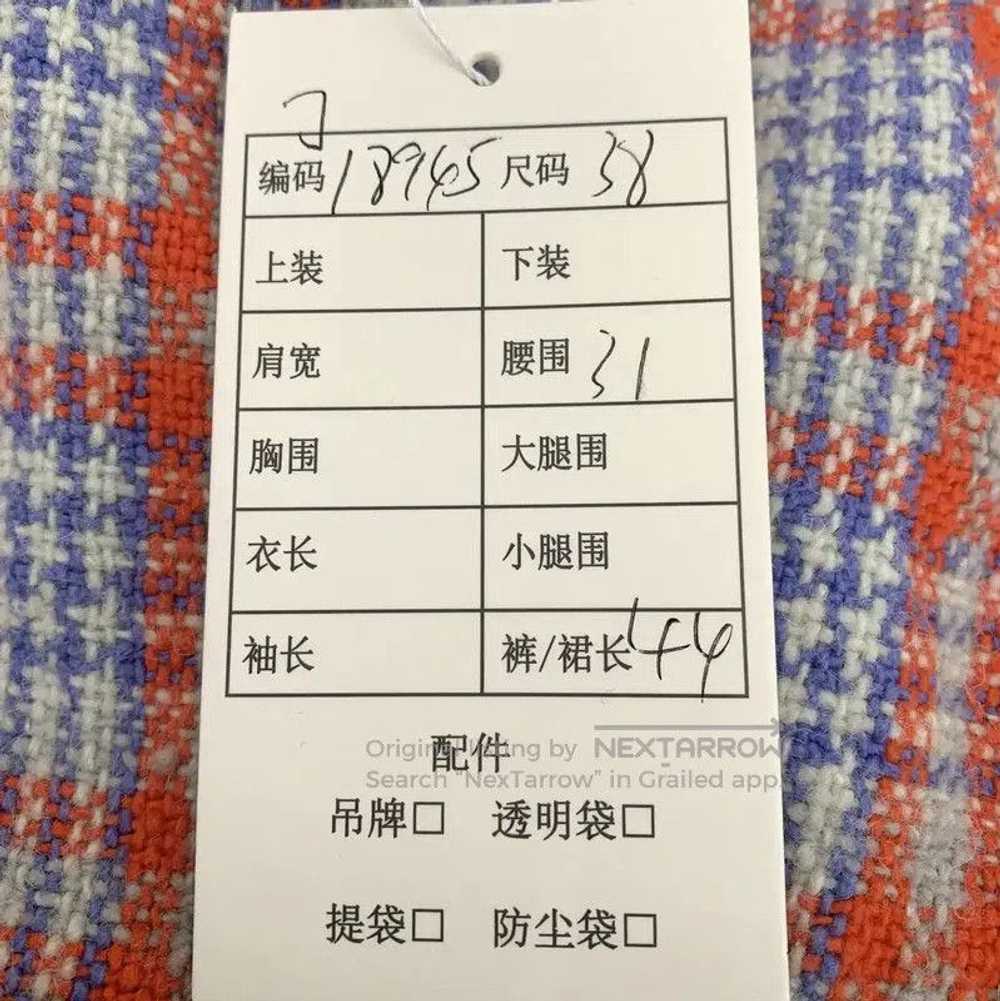 编码 18945 尺码 38
上装 下装
肩宽 腰围 31
胸围 大腿围
衣长 小腿围
袖长 裤/裙长 44
配件
Original listing by NEXTARROW
Search "NexTarrow" in Grailed app.
吊牌□ 透明袋□
提袋□ 防尘袋□